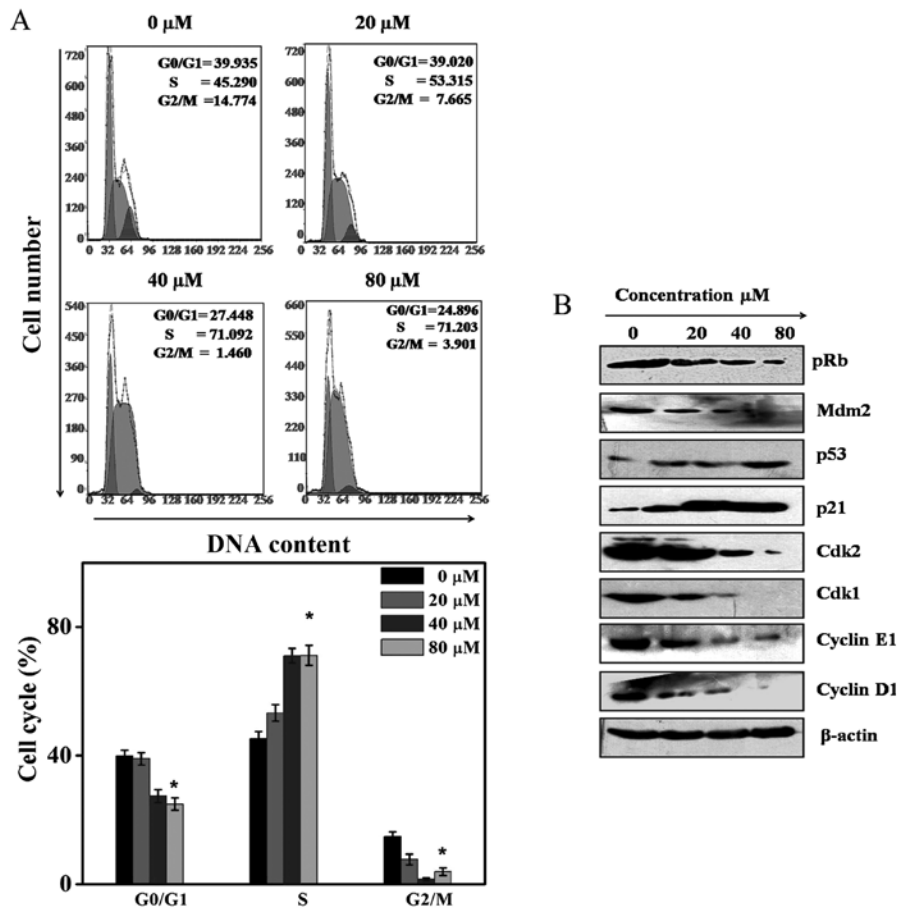 A
0 µM
20 µM
G0/G1=39.935
S =45.290
G2/M =14.774
720
600
480
360
240
120
0
0 32 64 96 128 160 192 224 256
G0/G1=39.020
S =53.315
G2/M = 7.665
720
600
480
360
240
120
0
0 32 64 96 128 160 192 224 256
40 µM
80 µM
G0/G1=27.448
S =71.092
G2/M = 1.460
540
450
360
270
180
90
0
0 32 64 96 128 160 192 224 256
G0/G1=24.896
S =71.203
G2/M = 3.901
660
550
440
330
220
110
0
0 32 64 96 128 160 192 224 256
Cell number
DNA content
0 µM
20 µM
40 µM
80 µM
80
40
0
Cell cycle (%)
* * *
G0/G1 S G2/M
B
Concentration µM
0 20 40 80
pRb
Mdm2
p53
p21
Cdk2
Cdk1
Cyclin E1
Cyclin D1
β-actin